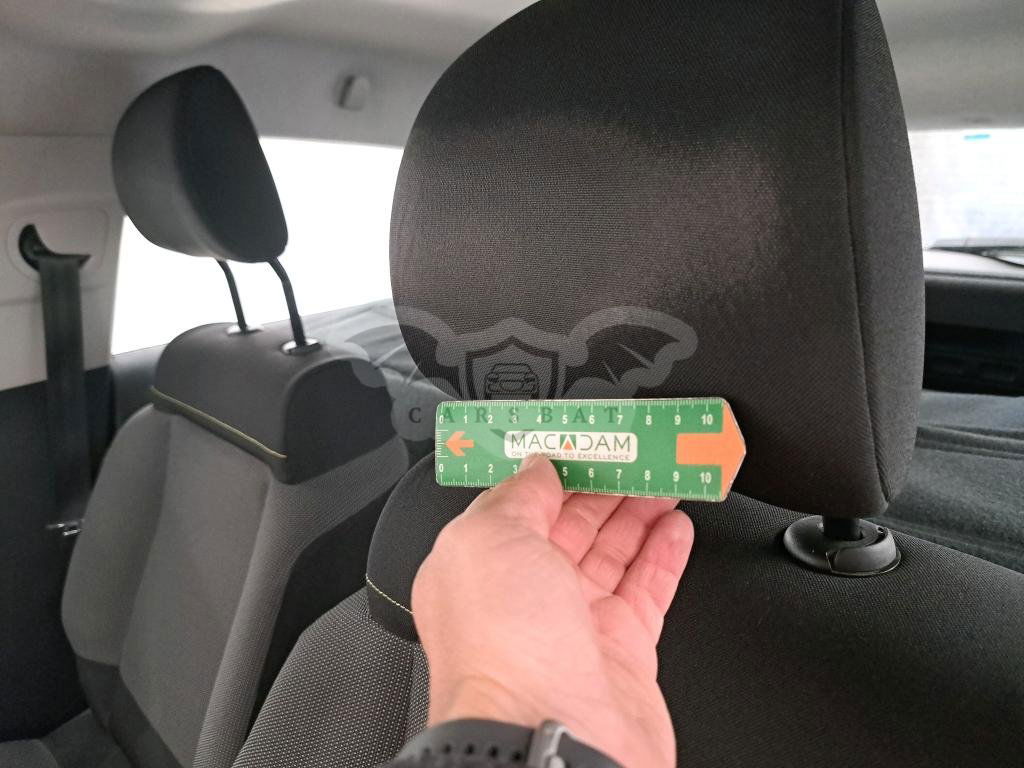 CARSBAT
0 1 2 3 4 5 6 7 8 9 10
MACADAM
ON THE ROAD TO EXCELLENCE
0 1 2 3 5 6 7 8 9 10